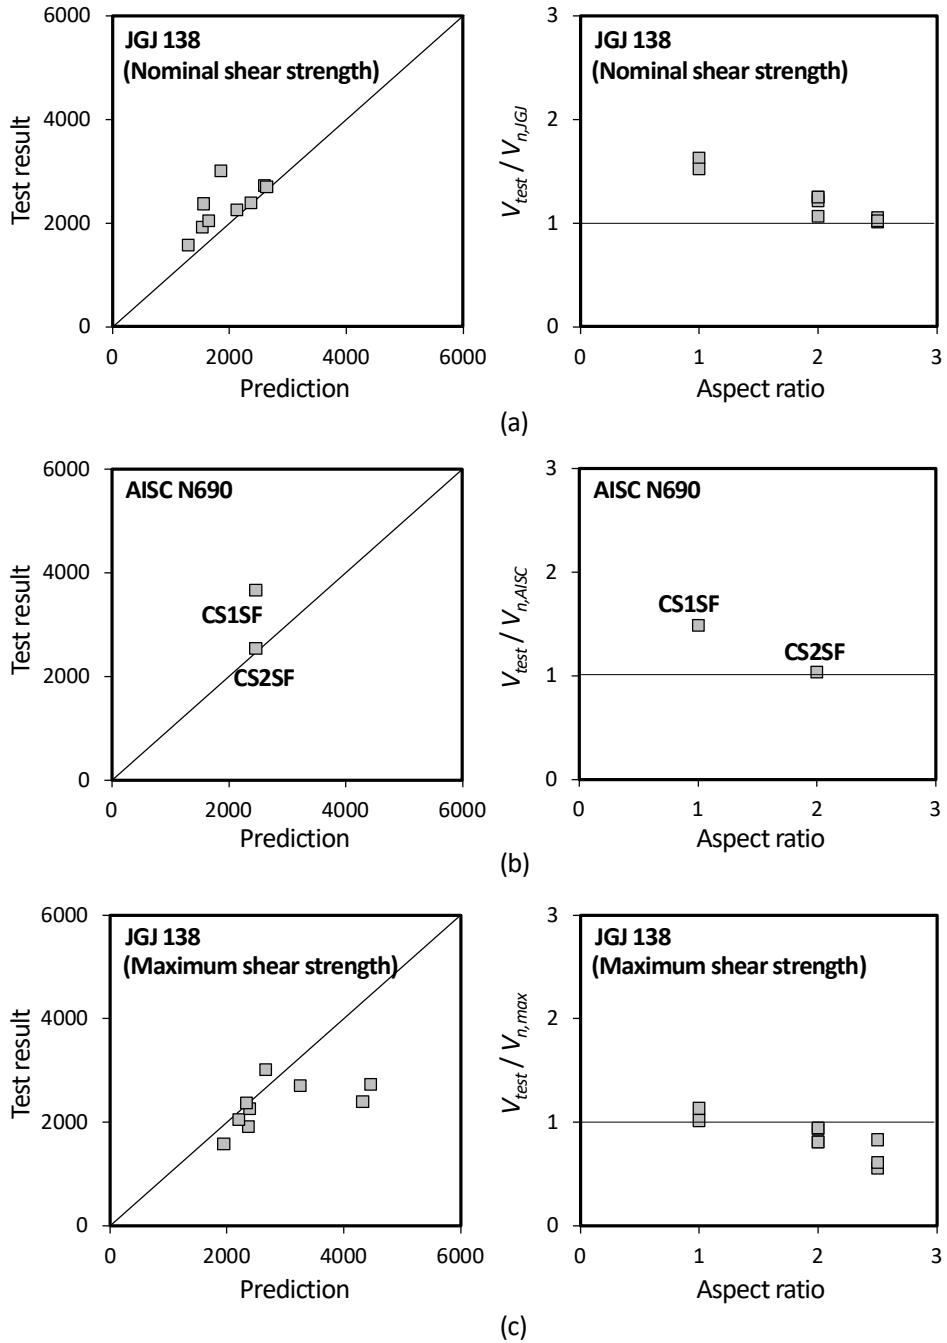 6000
4000
2000
0
Test result
JGJ 138
(Nominal shear strength)
0 2000 4000 6000
Prediction
3
2
1
0
V_test / V_n,JGJ
JGJ 138
(Nominal shear strength)
0 1 2 3
Aspect ratio
(a)
6000
4000
2000
0
Test result
AISC N690
CS1SF
CS2SF
0 2000 4000 6000
Prediction
3
2
1
0
V_test / V_n,AISC
AISC N690
CS1SF
CS2SF
0 1 2 3
Aspect ratio
(b)
6000
4000
2000
0
Test result
JGJ 138
(Maximum shear strength)
0 2000 4000 6000
Prediction
3
2
1
0
V_test / V_n,max
JGJ 138
(Maximum shear strength)
0 1 2 3
Aspect ratio
(c)